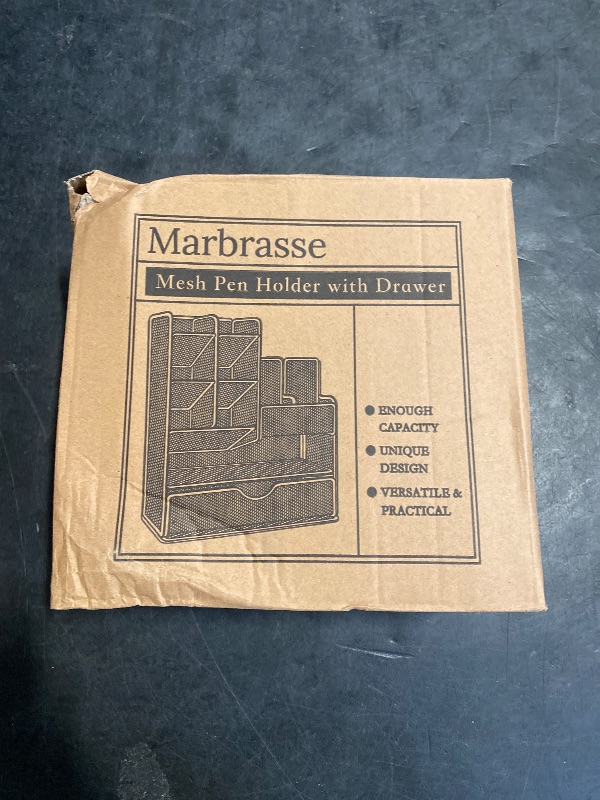 Marbrasse
Mesh Pen Holder with Drawer
● ENOUGH
CAPACITY
● UNIQUE
DESIGN
● VERSATILE &
PRACTICAL